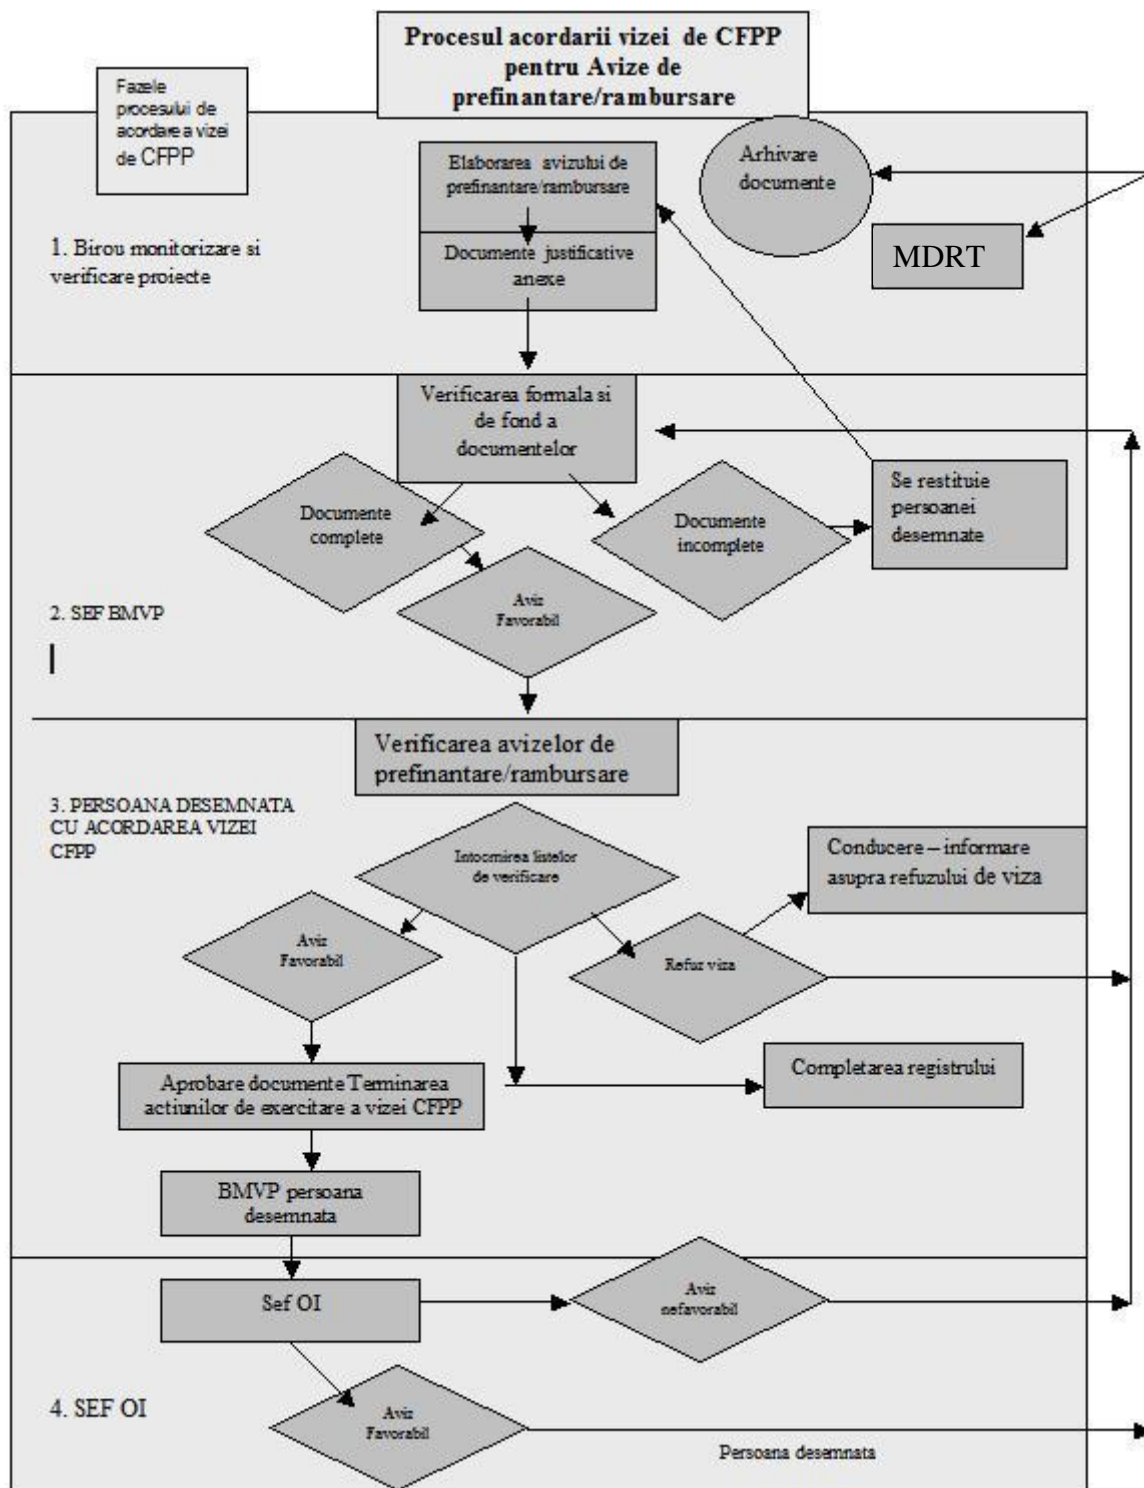 Procesul acordarii vizei de CFPP
pentru Avize de
prefinantare/rambursare
Fazele
procesului de
acordare a vizei
de CFPP
Elaborarea avizului de
prefinantare/rambursare
Arhivare
documente
1. Birou monitorizare si
verificare proiecte
Documente justificative
anexe
MDRT
Verificarea formala si
de fond a
documentelor
Documente
complete
Documente
incomplete
Se restituie
persoanei
desemnate
Aviz
Favorabil
2. SEF BMVP
Verificarea avizelor de
prefinantare/rambursare
3. PERSOANA DESEMNATA
CU ACORDAREA VIZEI
CFPP
Intocmirea listelor
de verificare
Conducere – informare
asupra refuzului de viza
Aviz
Favorabil
Refuz viza
Completarea registrului
Aprobare documente Terminarea
actiunilor de exercitare a vizei CFPP
BMVP persoana
desemnata
Sef OI
Aviz
nefavorabil
4. SEF OI
Aviz
Favorabil
Persoana desemnata